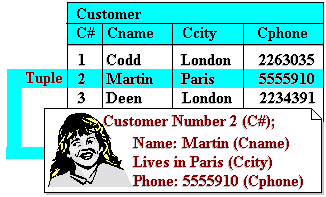 Customer
C# Cname Ccity Cphone
1 Codd London 2263035
Tuple 2 Martin Paris 5555910
3 Deen London 2234391
Customer Number 2 (C#);
Name: Martin (Cname)
Lives in Paris (Ccity)
Phone: 5555910 (Cphone)